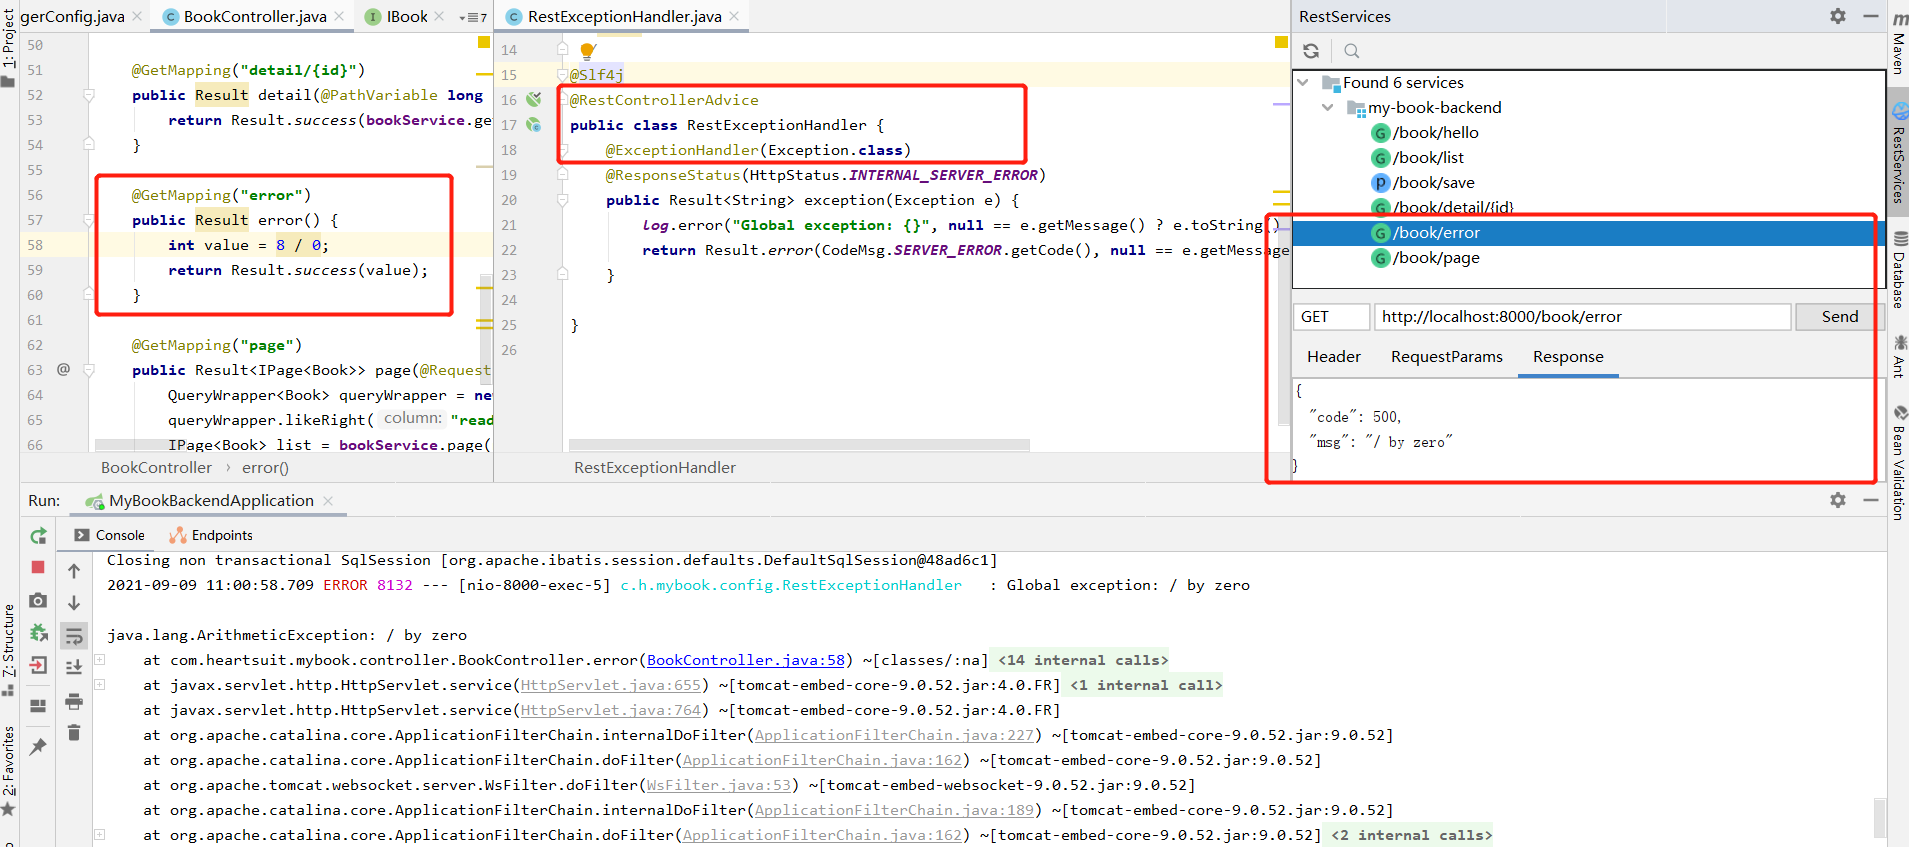 gerConfig.java
BookController.java
IBook
7
RestExceptionHandler.java
RestServices
1: Project
7: Structure
2: Favorites
50
51 @GetMapping("detail/{id}")
52 public Result detail(@PathVariable long
53 return Result.success(bookService.ge
54 }
55
56 @GetMapping("error")
57 public Result error() {
58 int value = 8 / 0;
59 return Result.success(value);
60 }
61
62 @GetMapping("page")
63 @ public Result<IPage<Book>> page(@Request
64 QueryWrapper<Book> queryWrapper = new
65 queryWrapper.likeRight( column: "read
66 IPage<Book> list = bookService.page(
BookController › error()
14 /
15 @Slf4j
16 @RestControllerAdvice
17 public class RestExceptionHandler {
18 @ExceptionHandler(Exception.class)
19 @ResponseStatus(HttpStatus.INTERNAL_SERVER_ERROR)
20 public Result<String> exception(Exception e) {
21 log.error("Global exception: {}", null == e.getMessage() ? e.toString()
22 return Result.error(CodeMsg.SERVER_ERROR.getCode(), null == e.getMessage
23 }
24
25 }
26
RestExceptionHandler
Found 6 services
my-book-backend
G /book/hello
G /book/list
p /book/save
G /book/detail/{id}
G /book/error
G /book/page
GET http://localhost:8000/book/error Send
Header RequestParams Response
{
"code": 500,
"msg": "/ by zero"
}
Maven
RestServices
Database
Ant
Bean Validation
Run: MyBookBackendApplication
Console Endpoints
Closing non transactional SqlSession [org.apache.ibatis.session.defaults.DefaultSqlSession@48ad6c1]
2021-09-09 11:00:58.709 ERROR 8132 --- [nio-8000-exec-5] c.h.mybook.config.RestExceptionHandler : Global exception: / by zero
java.lang.ArithmeticException: / by zero
at com.heartsuit.mybook.controller.BookController.error(BookController.java:58) ~[classes/:na] <14 internal calls>
at javax.servlet.http.HttpServlet.service(HttpServlet.java:655) ~[tomcat-embed-core-9.0.52.jar:4.0.FR] <1 internal call>
at javax.servlet.http.HttpServlet.service(HttpServlet.java:764) ~[tomcat-embed-core-9.0.52.jar:4.0.FR]
at org.apache.catalina.core.ApplicationFilterChain.internalDoFilter(ApplicationFilterChain.java:227) ~[tomcat-embed-core-9.0.52.jar:9.0.52]
at org.apache.catalina.core.ApplicationFilterChain.doFilter(ApplicationFilterChain.java:162) ~[tomcat-embed-core-9.0.52.jar:9.0.52]
at org.apache.tomcat.websocket.server.WsFilter.doFilter(WsFilter.java:53) ~[tomcat-embed-websocket-9.0.52.jar:9.0.52]
at org.apache.catalina.core.ApplicationFilterChain.internalDoFilter(ApplicationFilterChain.java:189) ~[tomcat-embed-core-9.0.52.jar:9.0.52]
at org.apache.catalina.core.ApplicationFilterChain.doFilter(ApplicationFilterChain.java:162) ~[tomcat-embed-core-9.0.52.jar:9.0.52] <2 internal calls>